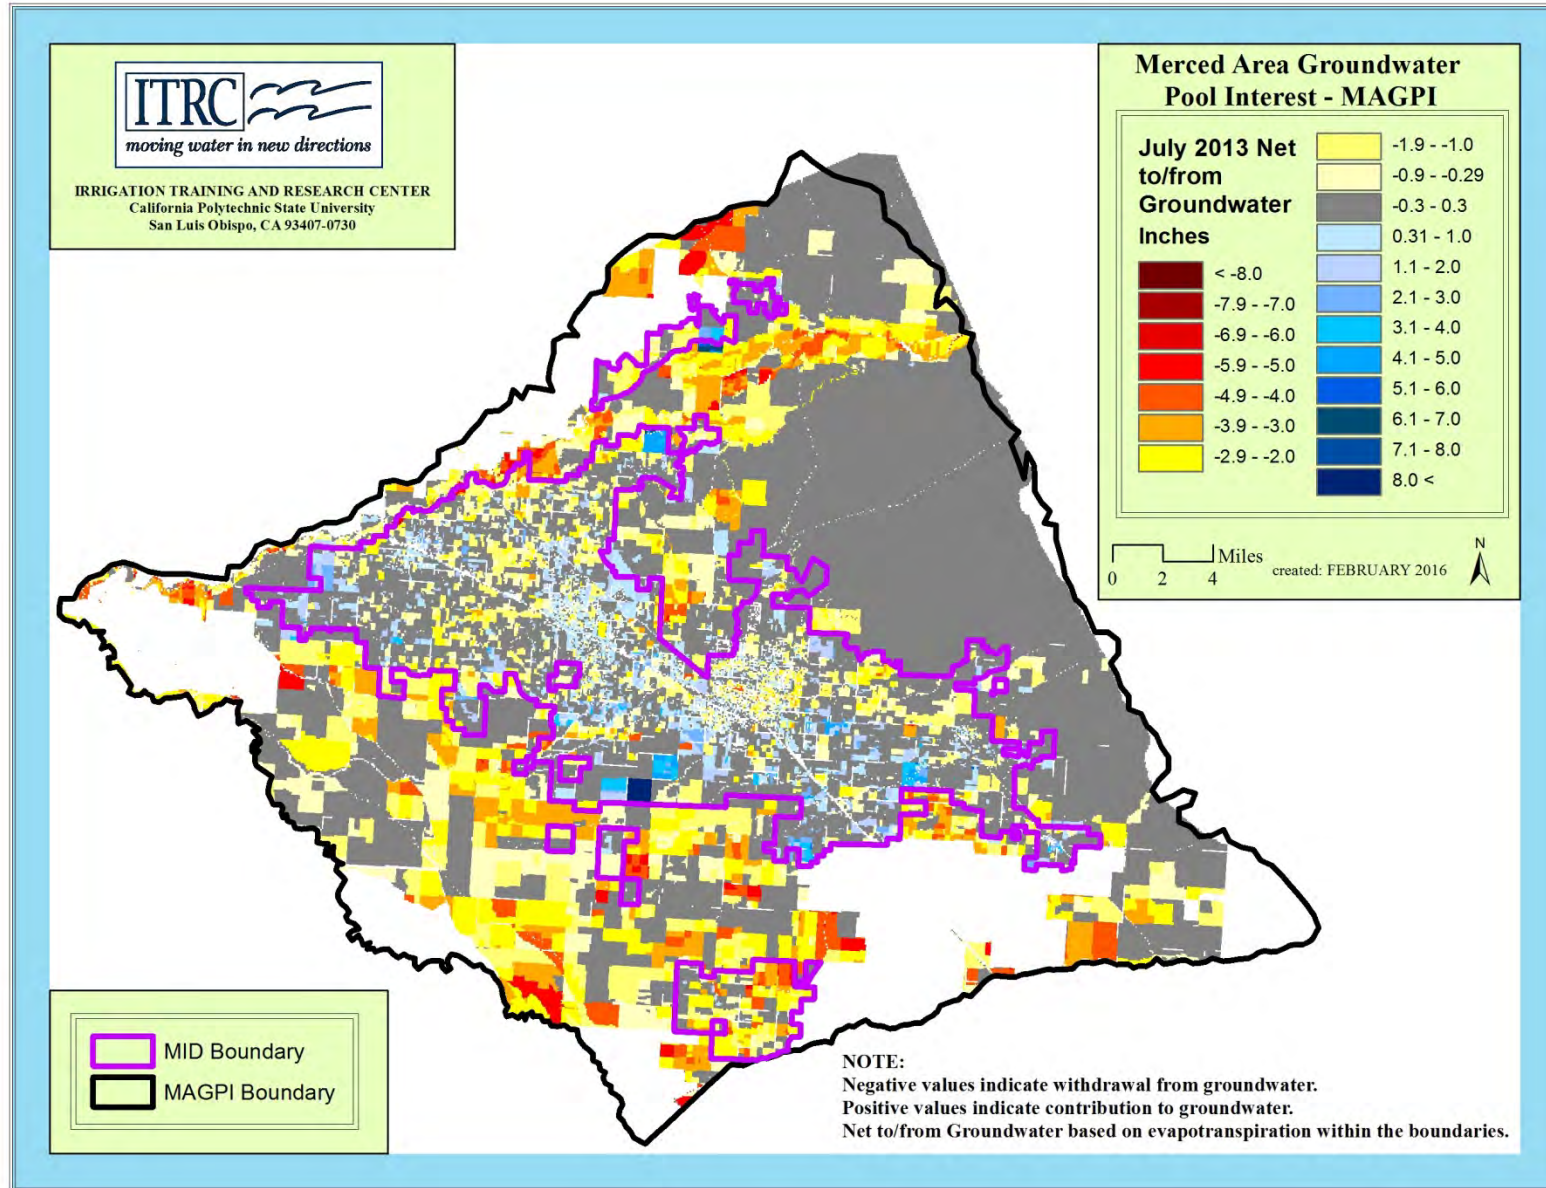 ITRC
moving water in new directions
IRRIGATION TRAINING AND RESEARCH CENTER
California Polytechnic State University
San Luis Obispo, CA 93407-0730
Merced Area Groundwater
Pool Interest - MAGPI
July 2013 Net
to/from
Groundwater
Inches
< -8.0
-7.9 - -7.0
-6.9 - -6.0
-5.9 - -5.0
-4.9 - -4.0
-3.9 - -3.0
-2.9 - -2.0
-1.9 - -1.0
-0.9 - -0.29
-0.3 - 0.3
0.31 - 1.0
1.1 - 2.0
2.1 - 3.0
3.1 - 4.0
4.1 - 5.0
5.1 - 6.0
6.1 - 7.0
7.1 - 8.0
8.0 <
Miles
0 2 4
created: FEBRUARY 2016
N
MID Boundary
MAGPI Boundary
NOTE:
Negative values indicate withdrawal from groundwater.
Positive values indicate contribution to groundwater.
Net to/from Groundwater based on evapotranspiration within the boundaries.